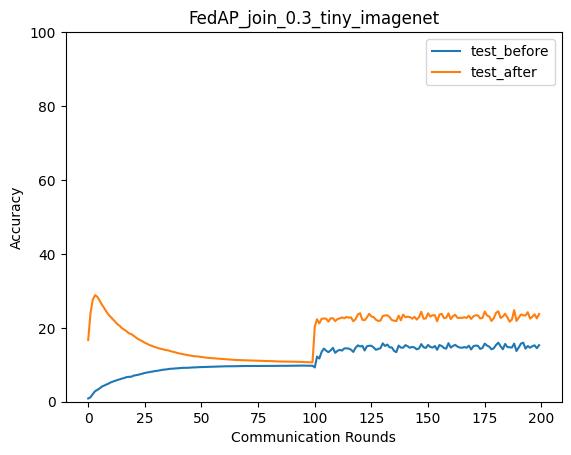 FedAP_join_0.3_tiny_imagenet
test_before
test_after
Accuracy
100
80
60
40
20
0
0 25 50 75 100 125 150 175 200
Communication Rounds